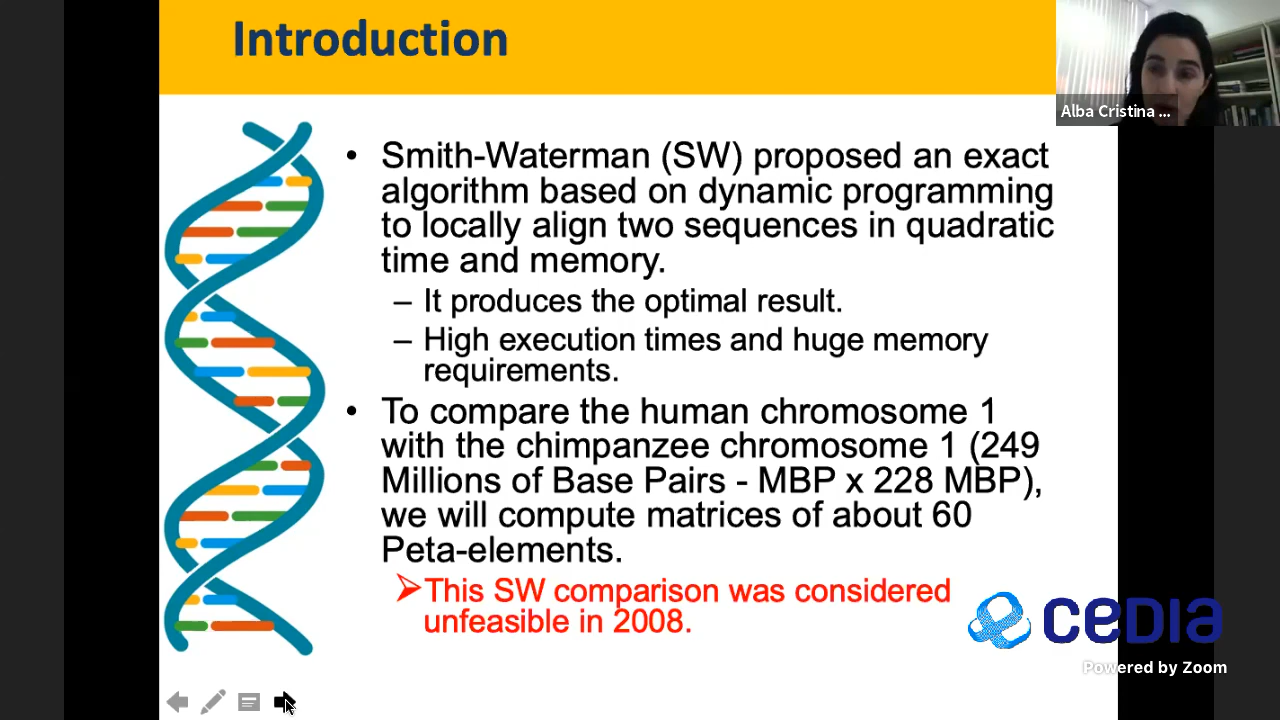 Introduction
Alba Cristina ...
• Smith-Waterman (SW) proposed an exact
algorithm based on dynamic programming
to locally align two sequences in quadratic
time and memory.
– It produces the optimal result.
– High execution times and huge memory
requirements.
• To compare the human chromosome 1
with the chimpanzee chromosome 1 (249
Millions of Base Pairs - MBP x 228 MBP),
we will compute matrices of about 60
Peta-elements.
➢This SW comparison was considered
unfeasible in 2008.
ceDIa
Powered by Zoom